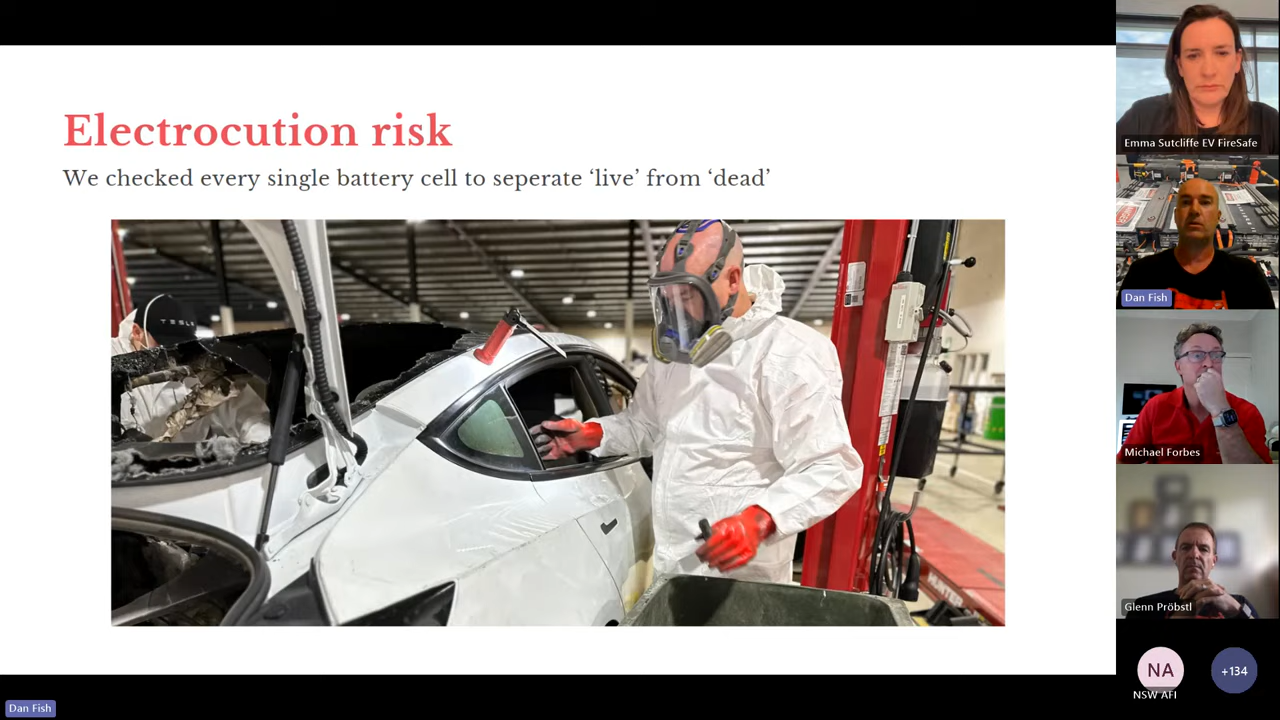 Electrocution risk
We checked every single battery cell to seperate ‘live’ from ‘dead’
TESLA
Emma Sutcliffe EV FireSafe
Dan Fish
Michael Forbes
Glenn Pröbstl
NA
+134
NSW AFI
Dan Fish